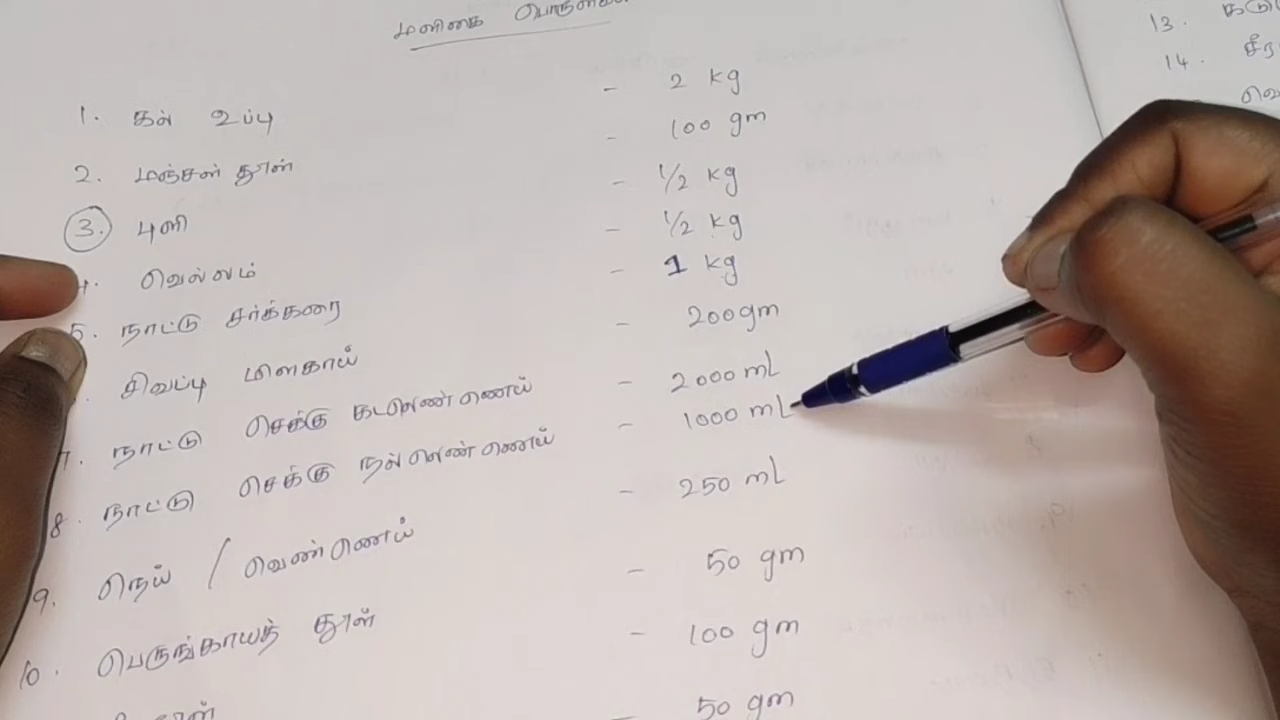 மளிகை பொருட்கள்
1. கல் உப்பு - 2 kg
2. மஞ்சள் தூள் - 100 gm
3. புளி - 1/2 kg
4. வெல்லம் - 1/2 kg
5. நாட்டு சர்க்கரை - 1 kg
சிவப்பு மிளகாய் - 200gm
7. நாட்டு செக்கு கடலெண்ணெய் - 2000 ml
8. நாட்டு செக்கு நல்லெண்ணெய் - 1000 ml
9. நெய் / வெண்ணெய் - 250 ml
10. பெருங்காயத் தூள் - 50 gm
- 100 gm
- 50 gm
13.
14.